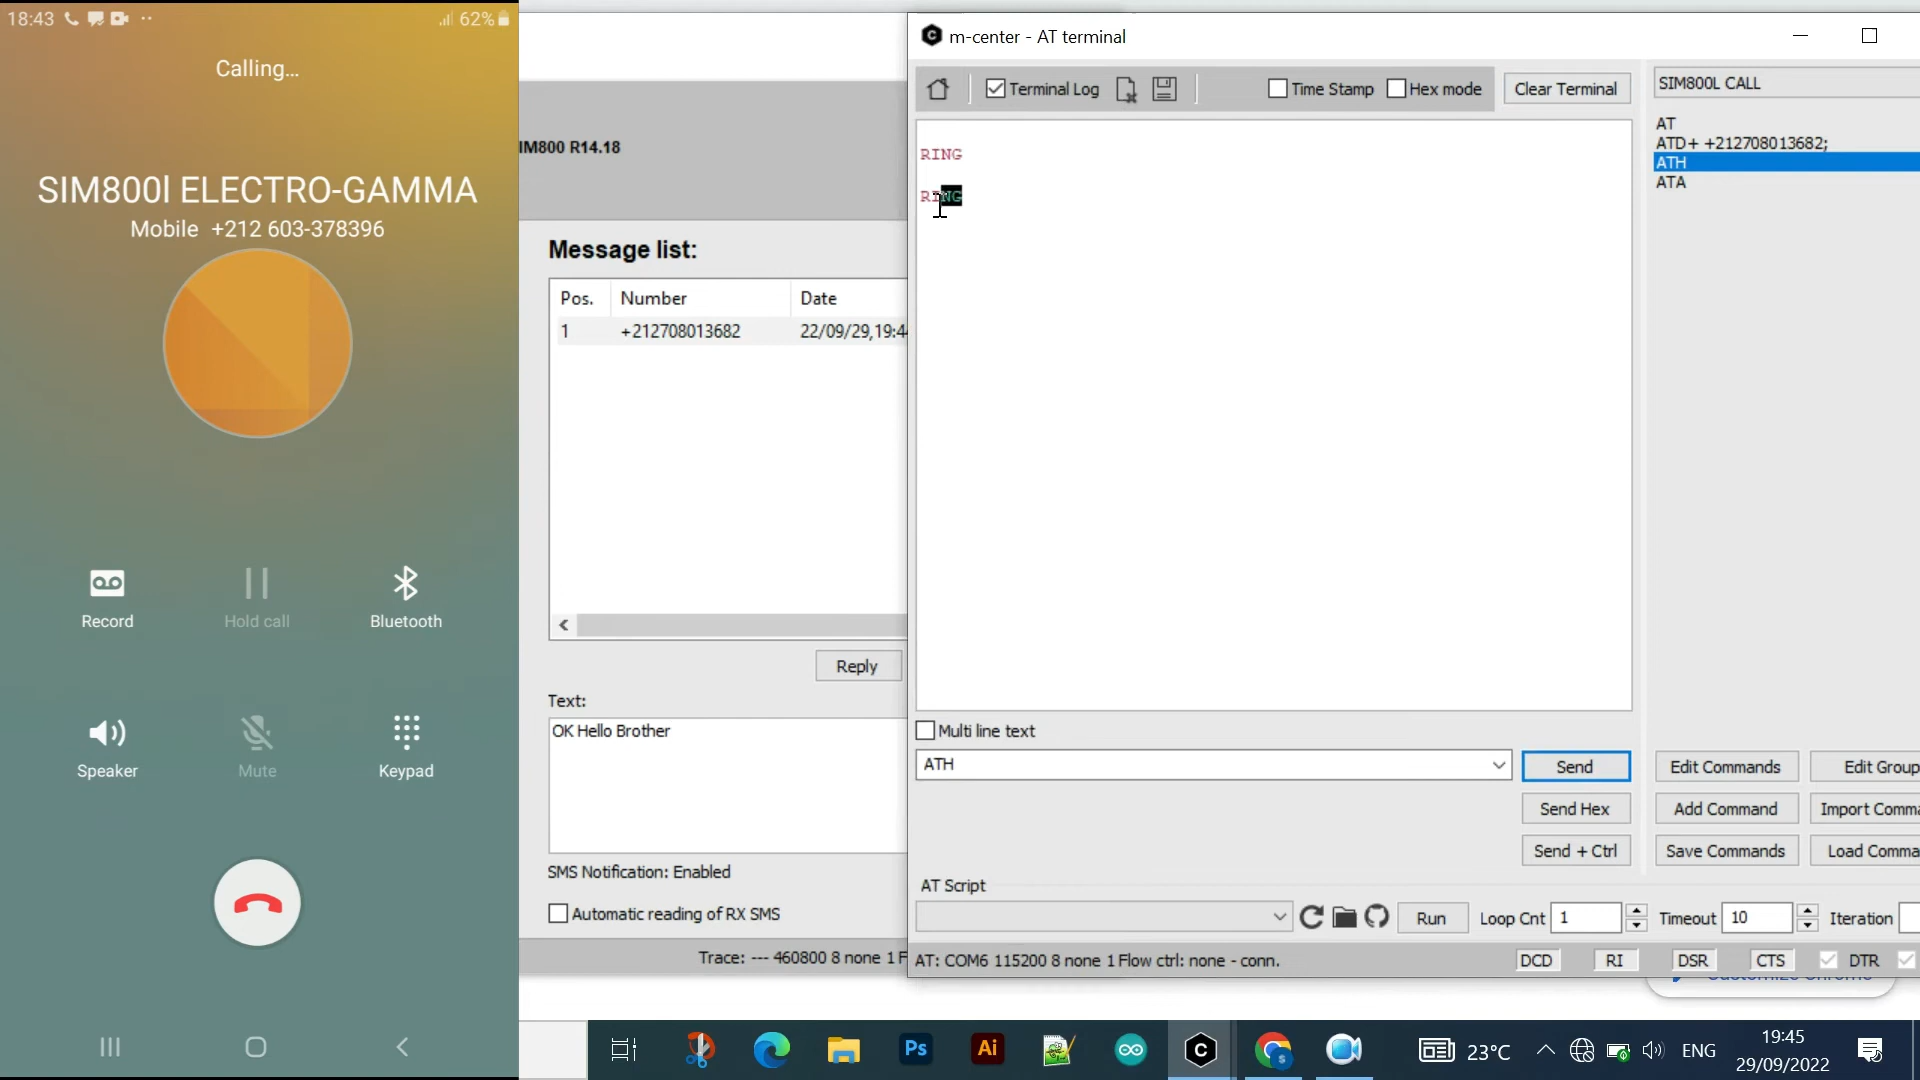 18:43
62%
Calling...
SIM800l ELECTRO-GAMMA
Mobile +212 603-378396
Record
Hold call
Bluetooth
Speaker
Mute
Keypad
IM800 R14.18
Message list:
Pos. Number Date
1 +212708013682 22/09/29,19:4
Reply
Text:
OK Hello Brother
SMS Notification: Enabled
Automatic reading of RX SMS
Trace: --- 460800 8 none 1 F
m-center - AT terminal
Terminal Log
Time Stamp
Hex mode
Clear Terminal
RING
RING
SIM800L CALL
AT
ATD+ +212708013682;
ATH
ATA
Multi line text
ATH
Send
Edit Commands
Edit Group
Send Hex
Add Command
Import Comma
Send + Ctrl
Save Commands
Load Comma
AT Script
Run
Loop Cnt 1
Timeout 10
Iteration
AT: COM6 115200 8 none 1 Flow ctrl: none - conn.
DCD RI DSR CTS DTR
Customize Chrome
Ps
Ai
23°C
ENG
19:45
29/09/2022